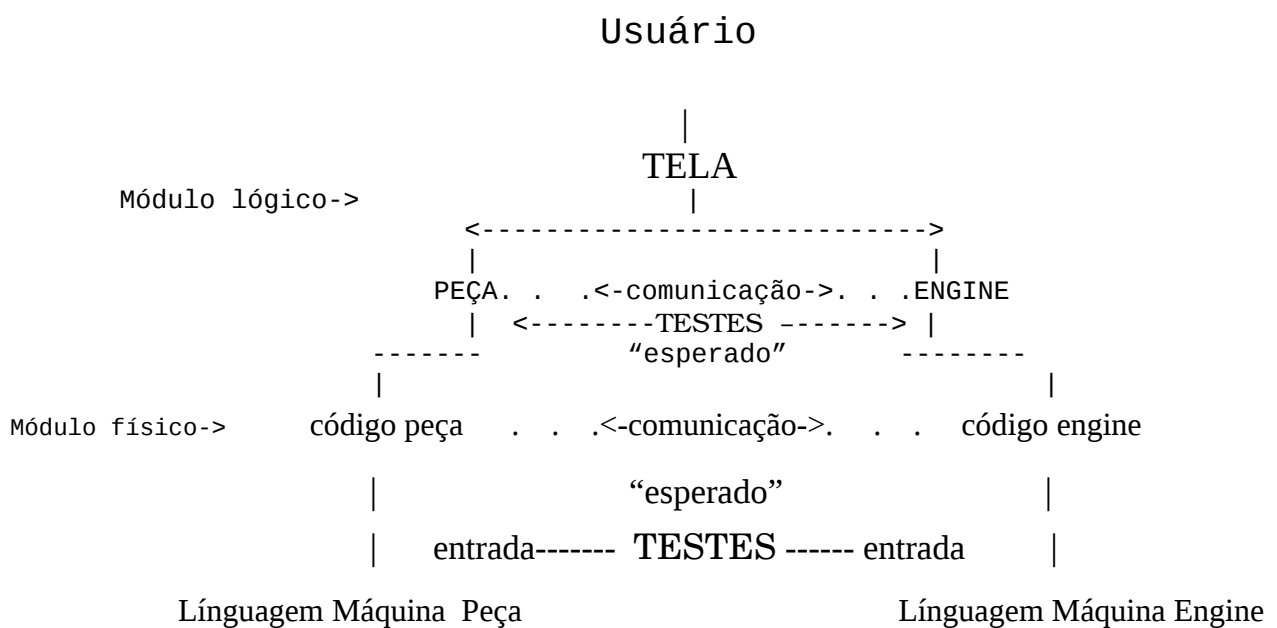 Usuário
|
TELA
Módulo lógico-> |
<---------------------------->
| |
PEÇA. . .<-comunicação->. . .ENGINE
| <--------TESTES –------> |
------- “esperado” --------
| |
Módulo físico-> código peça . . .<-comunicação->. . . código engine
| “esperado” |
| entrada------- TESTES ------ entrada |
Línguagem Máquina Peça Línguagem Máquina Engine